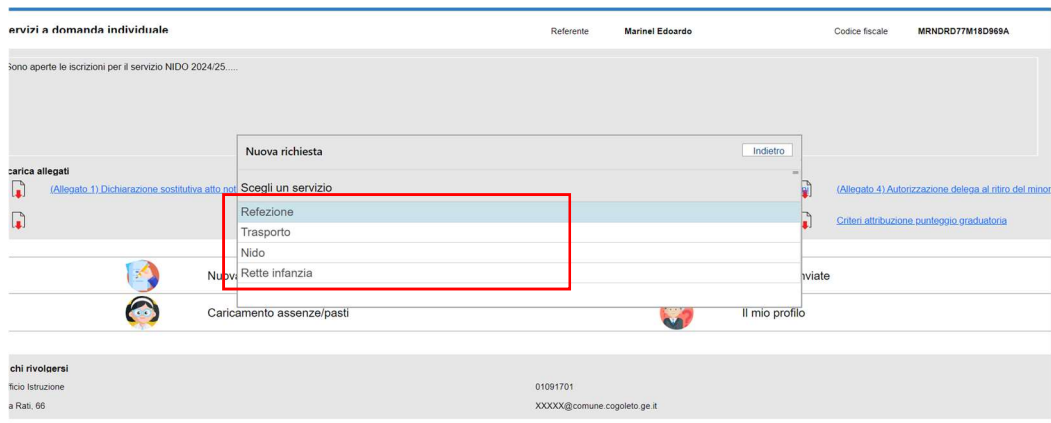 ervizi a domanda individuale Referente Marinel Edoardo Codice fiscale MRNDRD77M18D969A
Sono aperte le iscrizioni per il servizio NIDO 2024/25.....
Nuova richiesta Indietro
carica allegati
Scegli un servizio
(Allegato 1) Dichiarazione sostitutiva atto not
(Allegato 4) Autorizzazione delega al ritiro del minor
Refezione
Criteri attribuzione punteggio graduatoria
Trasporto
Nido
Rette infanzia
Nuova
nviate
Caricamento assenze/pasti Il mio profilo
chi rivolgersi
fficio Istruzione 01091701
a Rati, 66 XXXXX@comune.cogoleto.ge.it